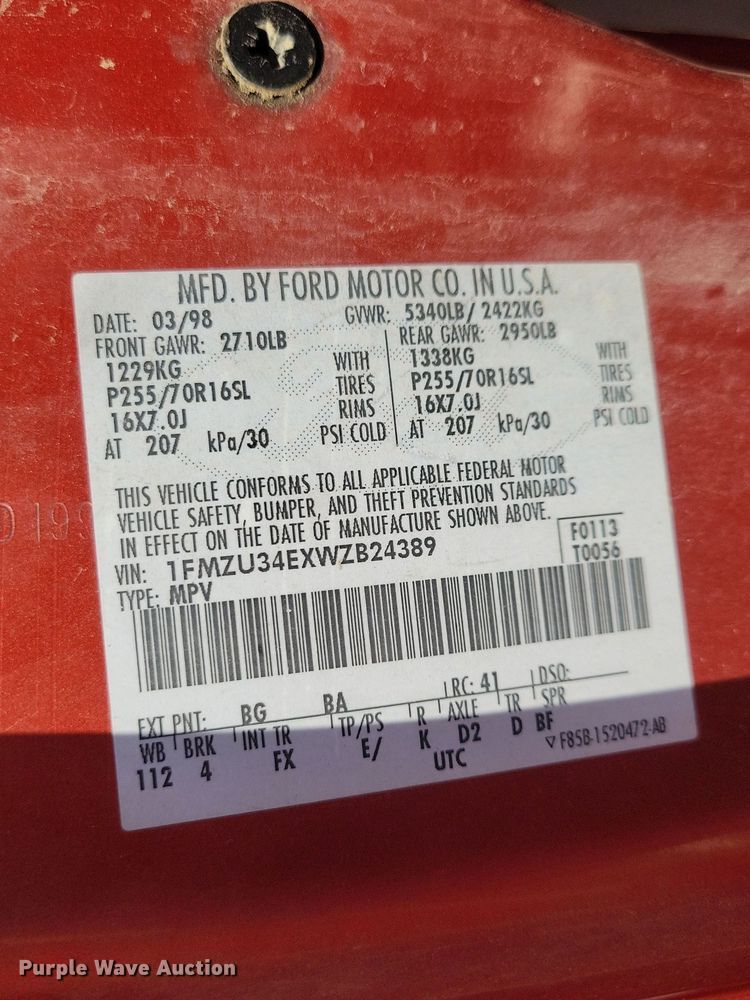 MFD. BY FORD MOTOR CO. IN U.S.A.
DATE: 03/98 GVWR: 5340LB/ 2422KG
FRONT GAWR: 2710LB REAR GAWR: 2950LB
1229KG WITH 1338KG WITH
P255/70R16SL TIRES P255/70R16SL TIRES
16X7.0J RIMS 16X7.0J RIMS
AT 207 kPa/30 PSI COLD AT 207 kPa/30 PSI COLD
THIS VEHICLE CONFORMS TO ALL APPLICABLE FEDERAL MOTOR
VEHICLE SAFETY, BUMPER, AND THEFT PREVENTION STANDARDS
IN EFFECT ON THE DATE OF MANUFACTURE SHOWN ABOVE.
F0113
VIN: 1FMZU34EXWZB24389 T0056
TYPE: MPV
EXT PNT: BG BA RC: 41 DSO:
WB BRK INT TR TP/PS R AXLE TR SPR
112 4 FX E/ K D2 D BF
UTC ▽ F85B-1520472-AB
D 199
Purple Wave Auction